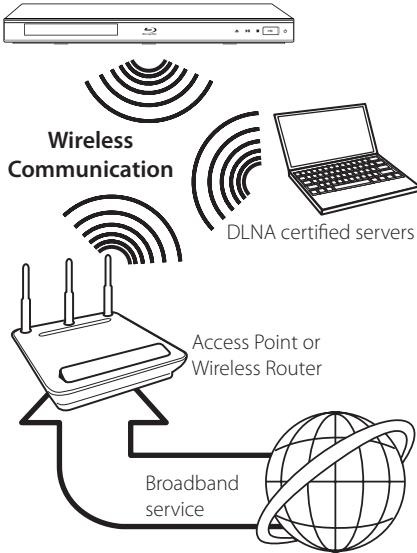 Wireless
Communication
DLNA certified servers
Access Point or
Wireless Router
Broadband
service